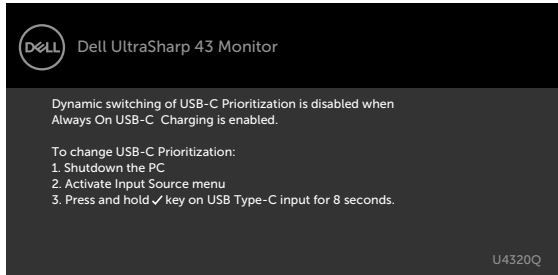 DELL
Dell UltraSharp 43 Monitor
Dynamic switching of USB-C Prioritization is disabled when
Always On USB-C Charging is enabled.
To change USB-C Prioritization:
1. Shutdown the PC
2. Activate Input Source menu
3. Press and hold ✓ key on USB Type-C input for 8 seconds.
U4320Q